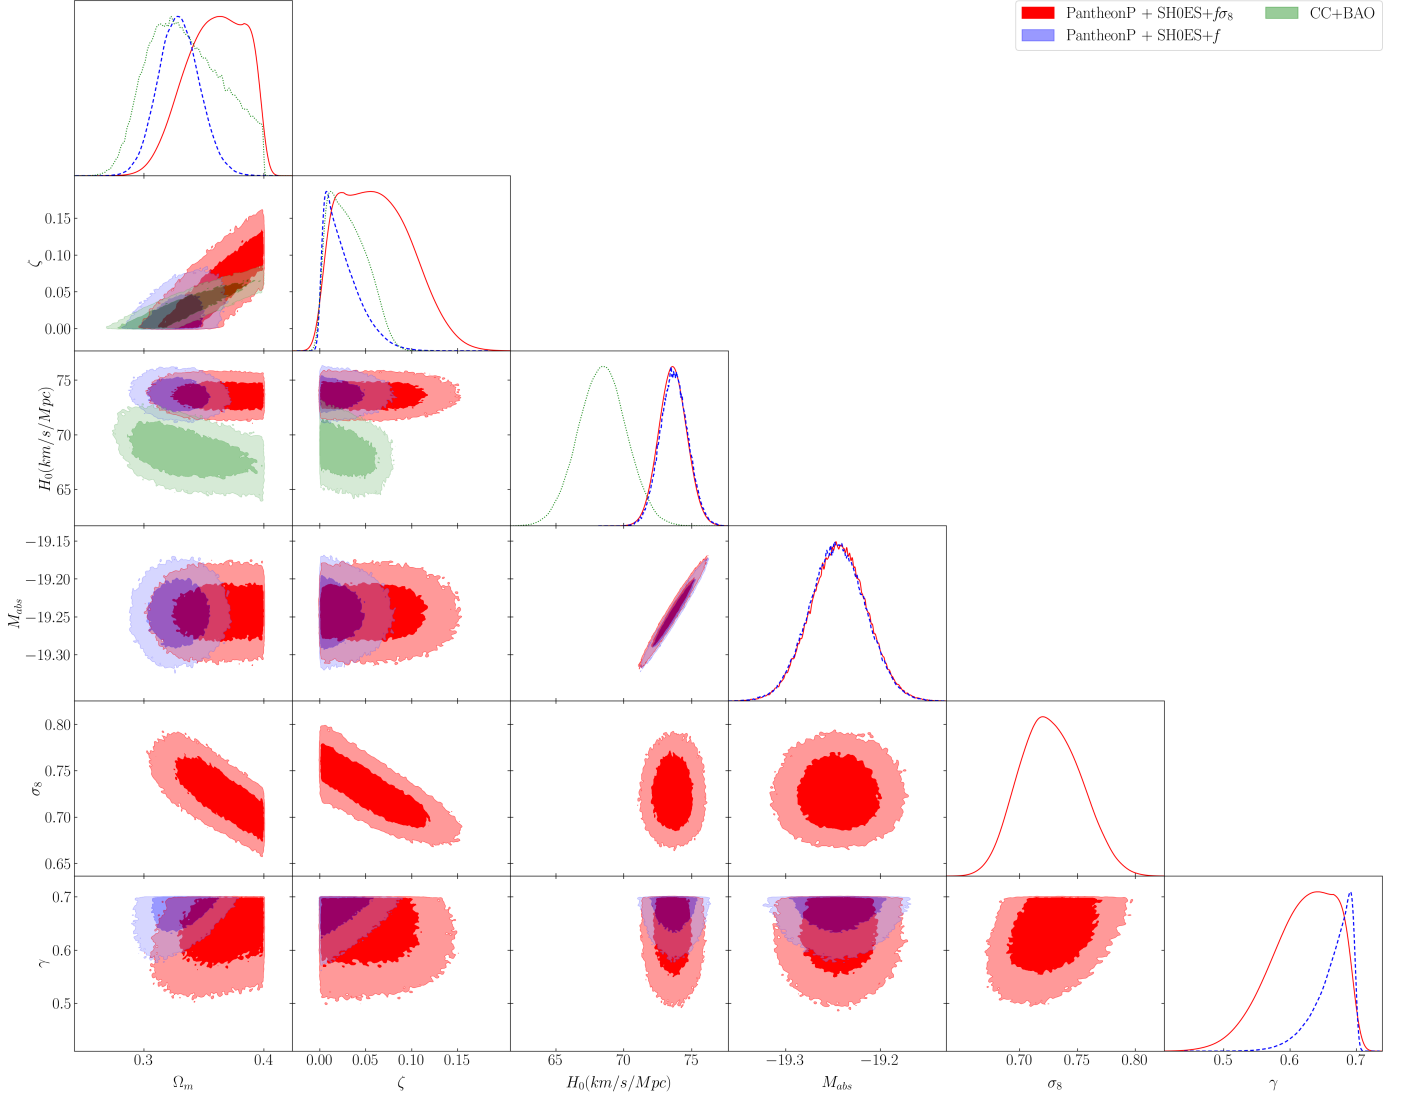 PantheonP + SH0ES+fσ₈
CC+BAO
PantheonP + SH0ES+f
0.15
0.10
0.05
0.00
ζ
75
70
65
H₀(km/s/Mpc)
−19.15
−19.20
−19.25
−19.30
M_abs
0.80
0.75
0.70
0.65
σ₈
0.7
0.6
0.5
γ
0.3 0.4
0.00 0.05 0.10 0.15
65 70 75
−19.3 −19.2
0.70 0.75 0.80
0.5 0.6 0.7
Ω_m
ζ
H₀(km/s/Mpc)
M_abs
σ₈
γ